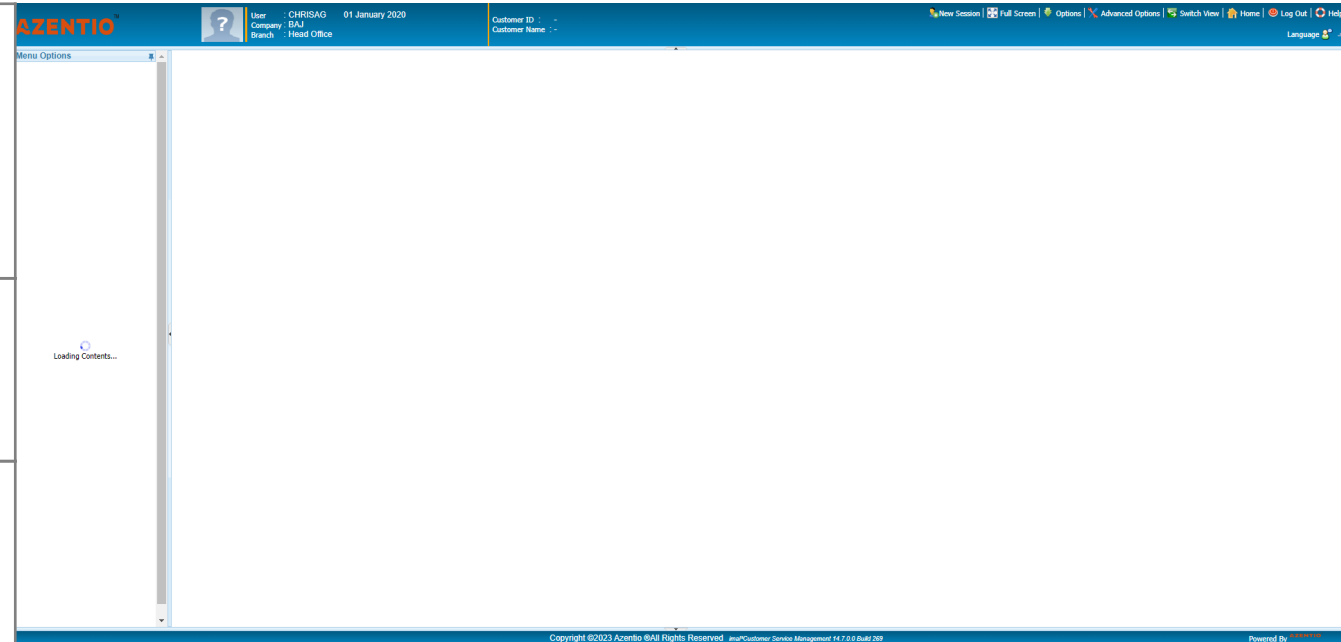 AZENTIO™
?
User : CHRISAG 01 January 2020
Company : BAJ
Branch : Head Office
Customer ID : -
Customer Name : -
New Session | Full Screen | Options | Advanced Options | Switch View | Home | Log Out | Help
Language
Menu Options
Loading Contents...
Copyright ©2023 Azentio ®All Rights Reserved imal®Customer Service Management 14.7.0.0 Build 269
Powered By AZENTIO